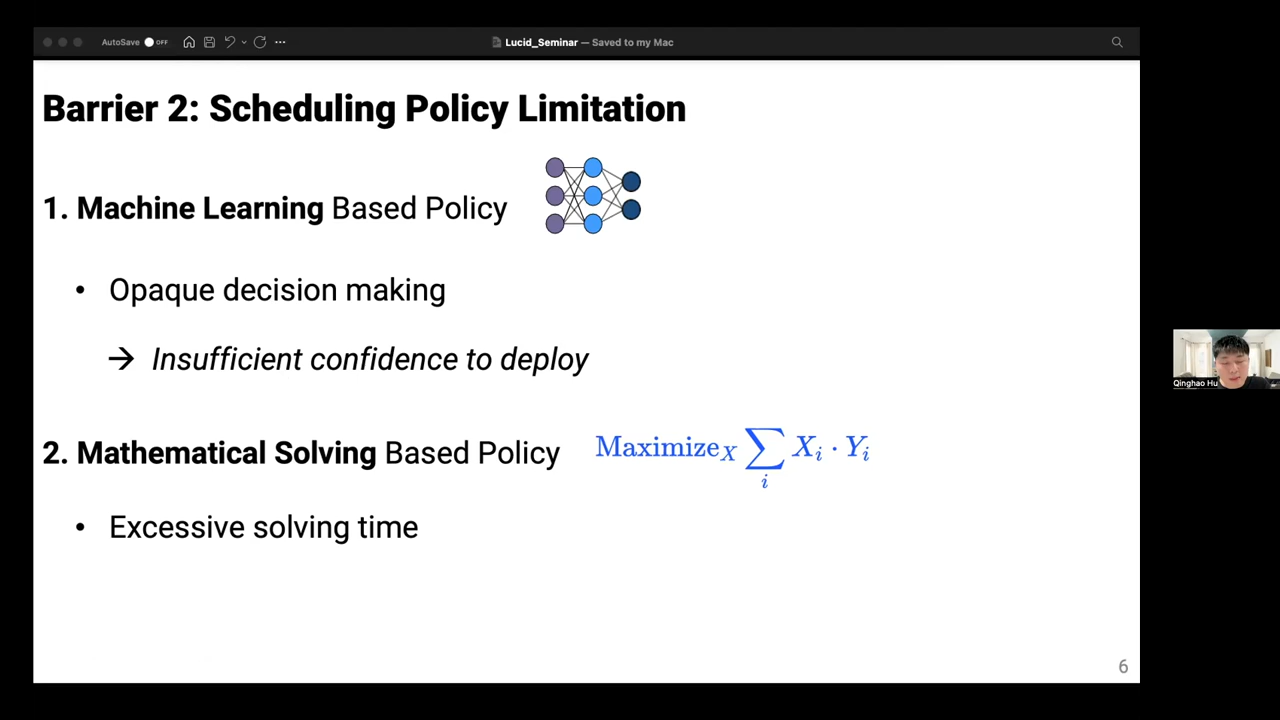 AutoSave OFF
Lucid_Seminar — Saved to my Mac
Barrier 2: Scheduling Policy Limitation
1. Machine Learning Based Policy
• Opaque decision making
→ Insufficient confidence to deploy
2. Mathematical Solving Based Policy Maximize_X ∑_i X_i · Y_i
• Excessive solving time
6
Qinghao Hu